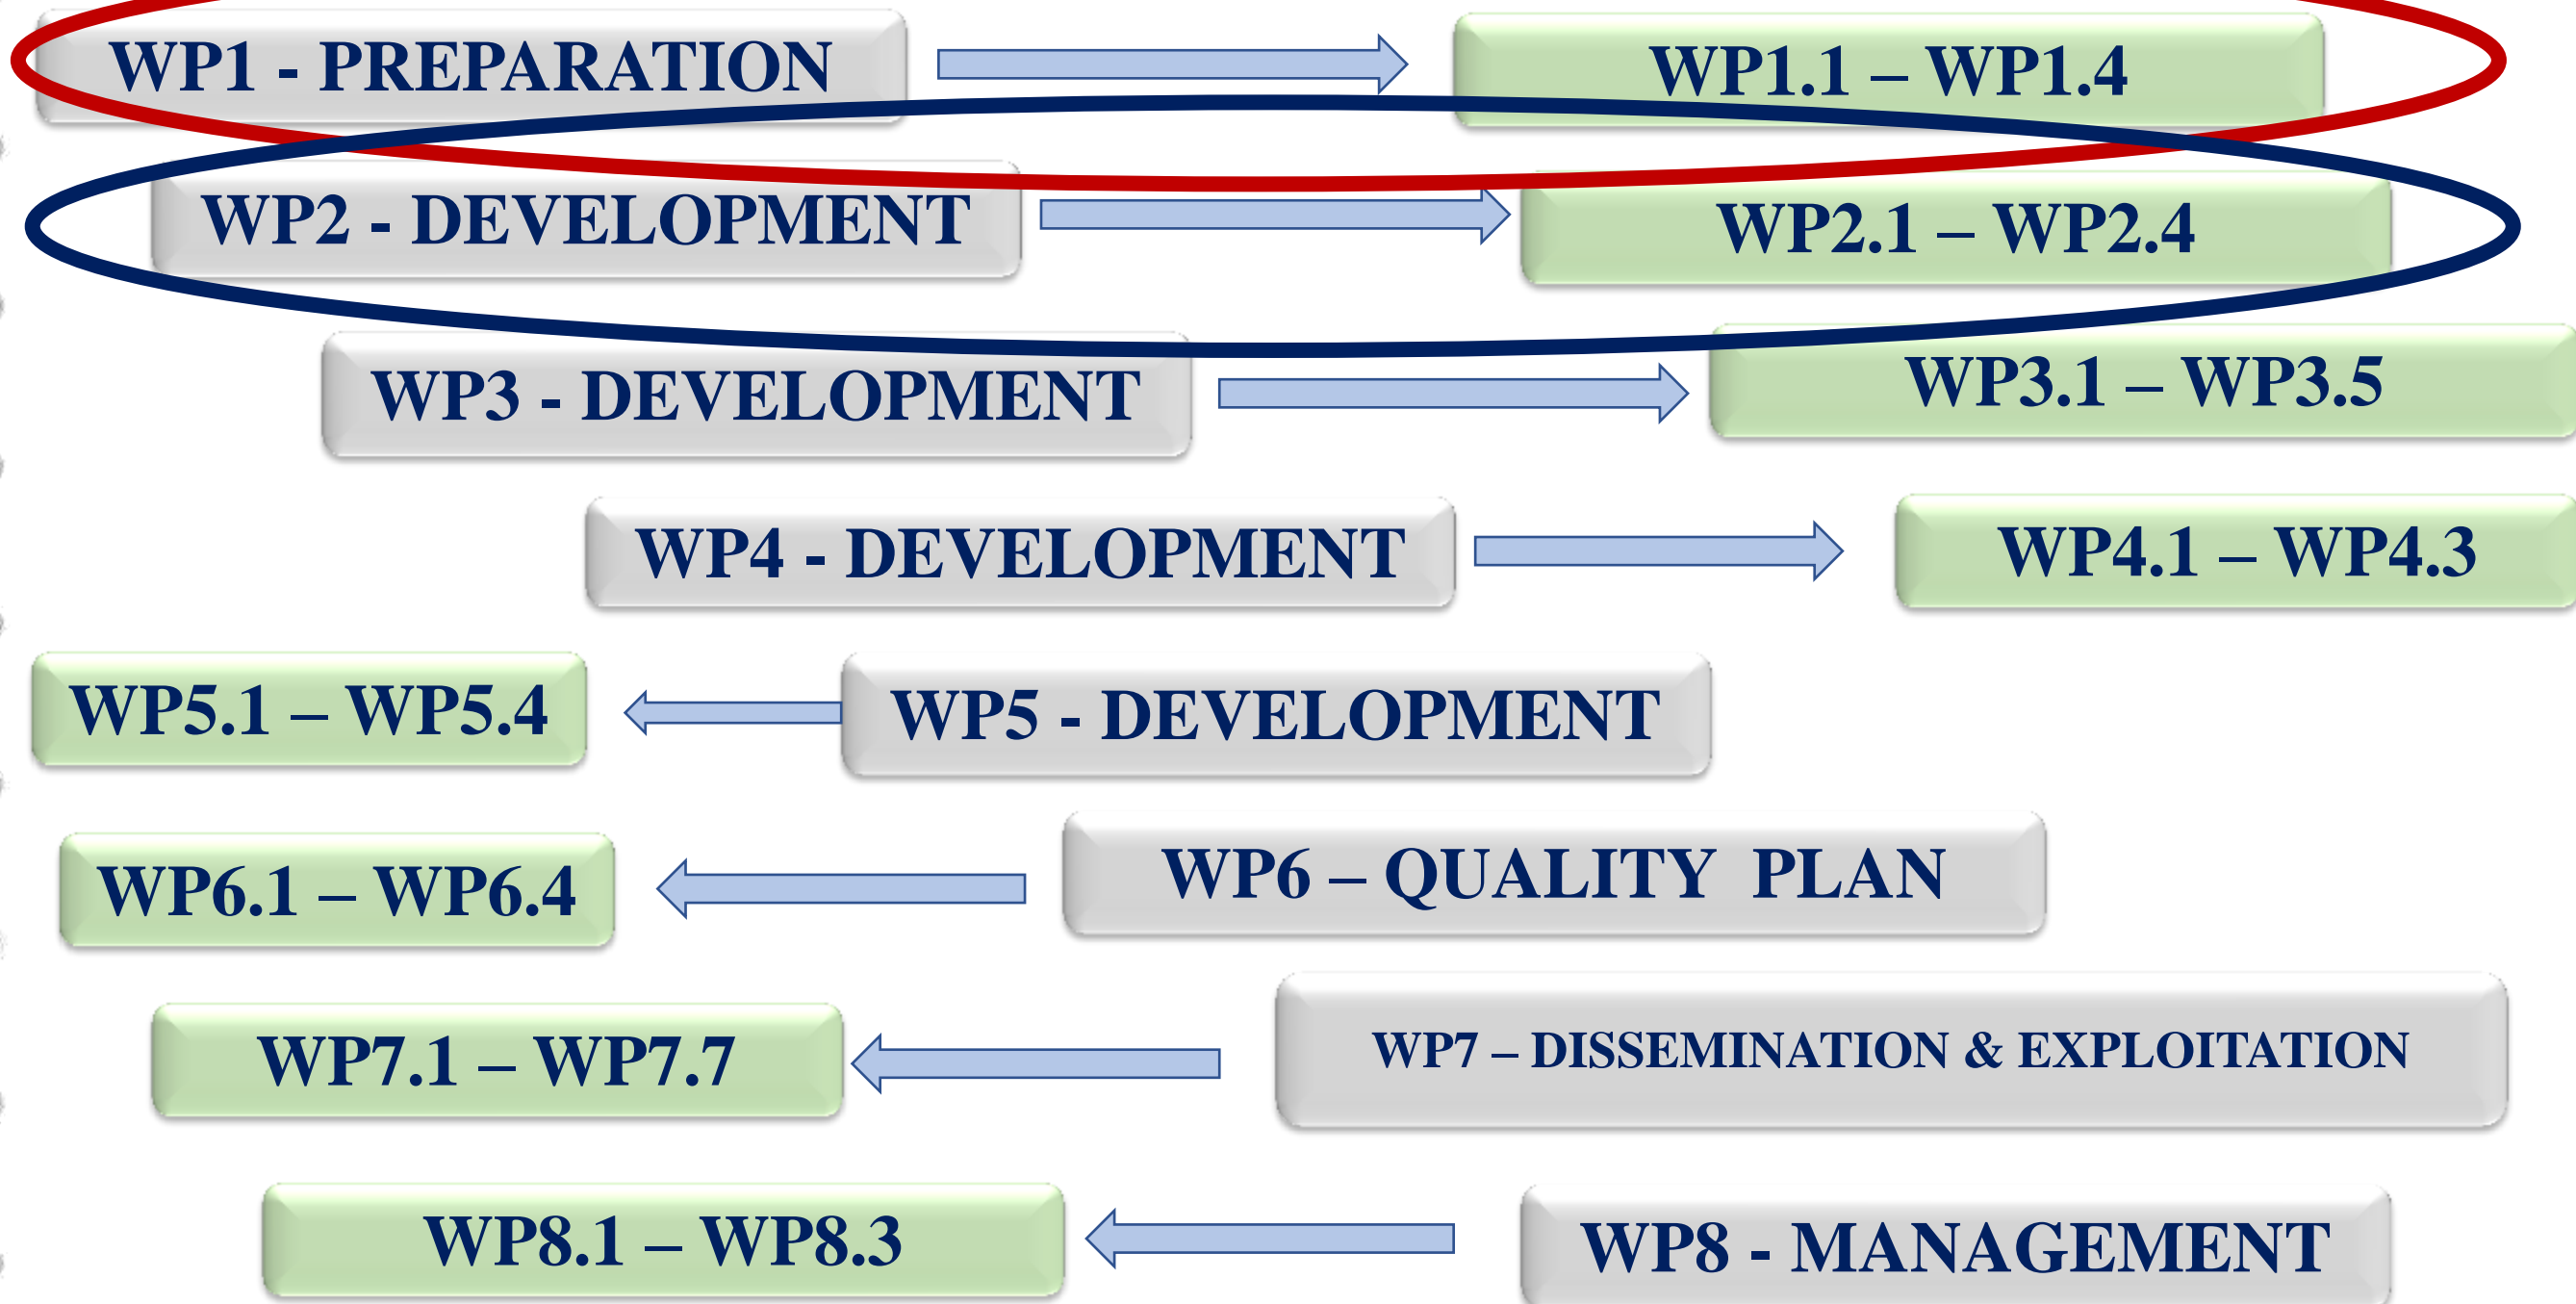 WP1 - PREPARATION
WP1.1 – WP1.4
WP2 - DEVELOPMENT
WP2.1 – WP2.4
WP3 - DEVELOPMENT
WP3.1 – WP3.5
WP4 - DEVELOPMENT
WP4.1 – WP4.3
WP5.1 – WP5.4
WP5 - DEVELOPMENT
WP6.1 – WP6.4
WP6 – QUALITY PLAN
WP7.1 – WP7.7
WP7 – DISSEMINATION & EXPLOITATION
WP8.1 – WP8.3
WP8 - MANAGEMENT